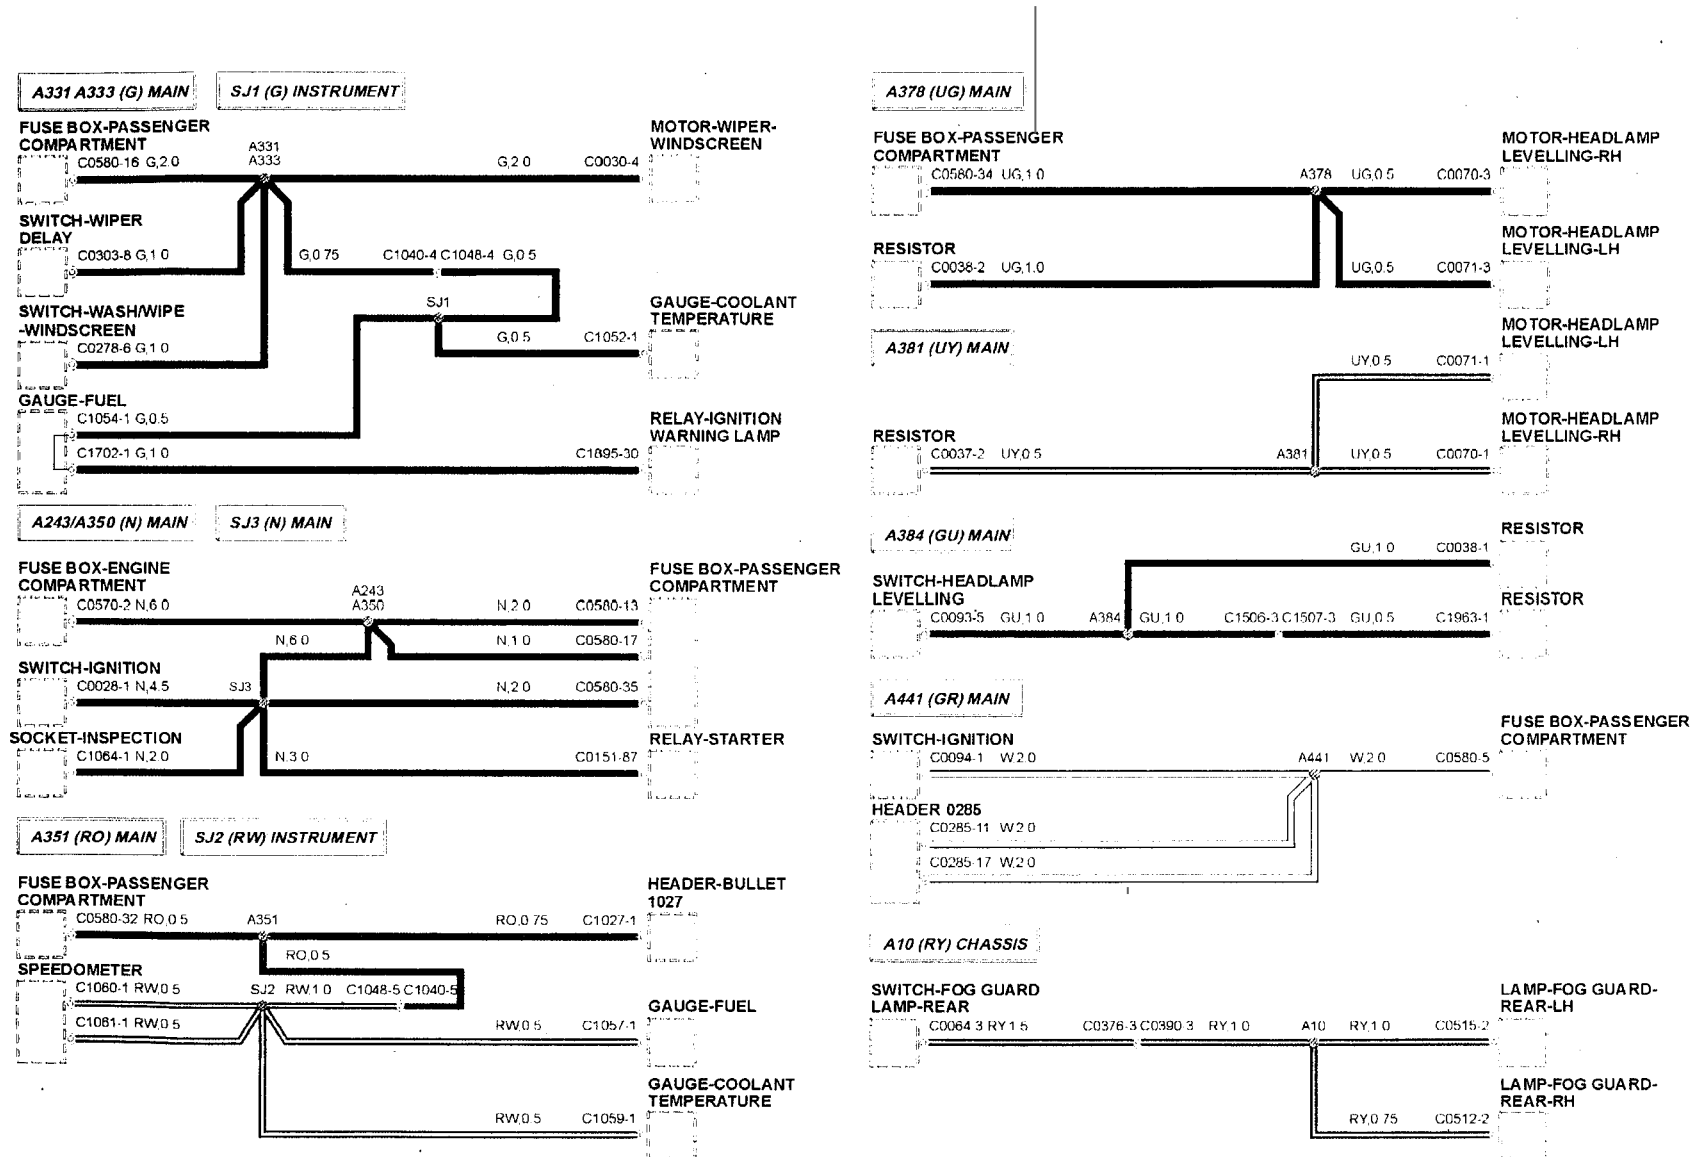 A331 A333 (G) MAIN
SJ1 (G) INSTRUMENT
FUSE BOX-PASSENGER
COMPARTMENT
C0580-16 G,2.0
A331
A333
G,2 0
C0030-4
MOTOR-WIPER-
WINDSCREEN
SWITCH-WIPER
DELAY
C0303-8 G,1 0
G,0 75
C1040-4 C1048-4 G,0 5
SWITCH-WASH/WIPE
-WINDSCREEN
C0278-6 G,1 0
SJ1
G,0 5
C1052-1
GAUGE-COOLANT
TEMPERATURE
GAUGE-FUEL
C1054-1 G,0.5
C1702-1 G,1 0
C1895-30
RELAY-IGNITION
WARNING LAMP
A243/A350 (N) MAIN
SJ3 (N) MAIN
FUSE BOX-ENGINE
COMPARTMENT
C0570-2 N,6 0
A243
A350
N,2 0
C0580-13
FUSE BOX-PASSENGER
COMPARTMENT
N,6 0
N,1 0
C0580-17
SWITCH-IGNITION
C0028-1 N,4.5
SJ3
N,2 0
C0580-35
SOCKET-INSPECTION
C1064-1 N,2.0
N,3 0
C0151-87
RELAY-STARTER
A351 (RO) MAIN
SJ2 (RW) INSTRUMENT
FUSE BOX-PASSENGER
COMPARTMENT
C0580-32 RO,0 5
A351
RO,0 75
C1027-1
HEADER-BULLET
1027
RO,0 5
SPEEDOMETER
C1060-1 RW,0 5
SJ2 RW,1 0
C1048-5 C1040-5
C1061-1 RW,0 5
RW,0 5
C1057-1
GAUGE-FUEL
RW,0 5
C1059-1
GAUGE-COOLANT
TEMPERATURE
A378 (UG) MAIN
FUSE BOX-PASSENGER
COMPARTMENT
C0580-34 UG,1 0
A378
UG,0 5
C0070-3
MOTOR-HEADLAMP
LEVELLING-RH
RESISTOR
C0038-2 UG,1.0
UG,0.5
C0071-3
MOTOR-HEADLAMP
LEVELLING-LH
A381 (UY) MAIN
UY,0 5
C0071-1
MOTOR-HEADLAMP
LEVELLING-LH
RESISTOR
C0037-2 UY,0.5
A381
UY,0 5
C0070-1
MOTOR-HEADLAMP
LEVELLING-RH
A384 (GU) MAIN
GU,1 0
C0038-1
RESISTOR
SWITCH-HEADLAMP
LEVELLING
C0093-5 GU,1 0
A384
GU,1 0
C1506-3 C1507-3 GU,0 5
C1963-1
RESISTOR
A441 (GR) MAIN
SWITCH-IGNITION
C0094-1 W,2.0
A441
W,2 0
C0580-5
FUSE BOX-PASSENGER
COMPARTMENT
HEADER 0285
C0285-11 W,2 0
C0285-17 W,2 0
A10 (RY) CHASSIS
SWITCH-FOG GUARD
LAMP-REAR
C0064 3 RY 1 5
C0376-3 C0390-3 RY,1 0
A10
RY,1 0
C0515-2
LAMP-FOG GUARD-
REAR-LH
RY,0 75
C0512-2
LAMP-FOG GUARD-
REAR-RH